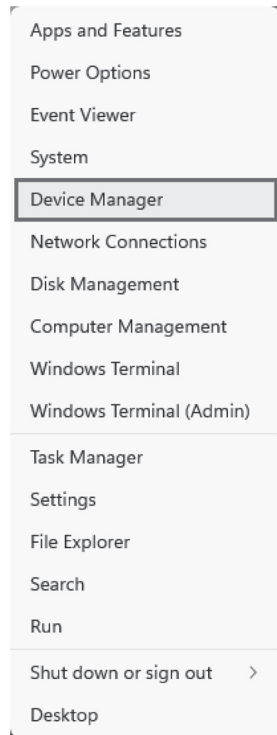 Apps and Features
Power Options
Event Viewer
System
Device Manager
Network Connections
Disk Management
Computer Management
Windows Terminal
Windows Terminal (Admin)
Task Manager
Settings
File Explorer
Search
Run
Shut down or sign out
Desktop